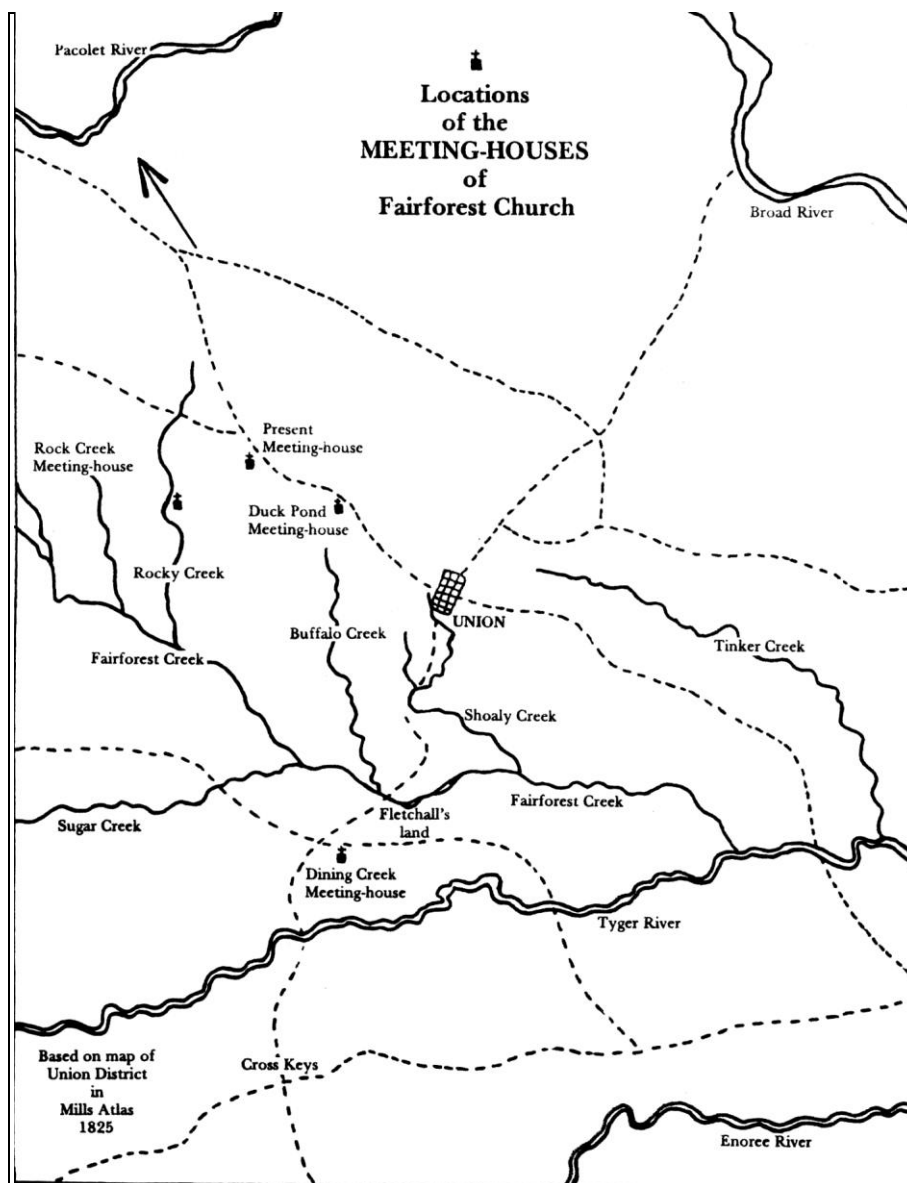 Pacolet River
Locations
of the
MEETING-HOUSES
of
Fairforest Church
Broad River
Present
Meeting-house
Rock Creek
Meeting-house
Duck Pond
Meeting-house
Rocky Creek
UNION
Buffalo Creek
Tinker Creek
Fairforest Creek
Shoaly Creek
Fairforest Creek
Fletchall's
land
Sugar Creek
Dining Creek
Meeting-house
Tyger River
Based on map of
Union District
in
Mills Atlas
1825
Cross Keys
Enoree River